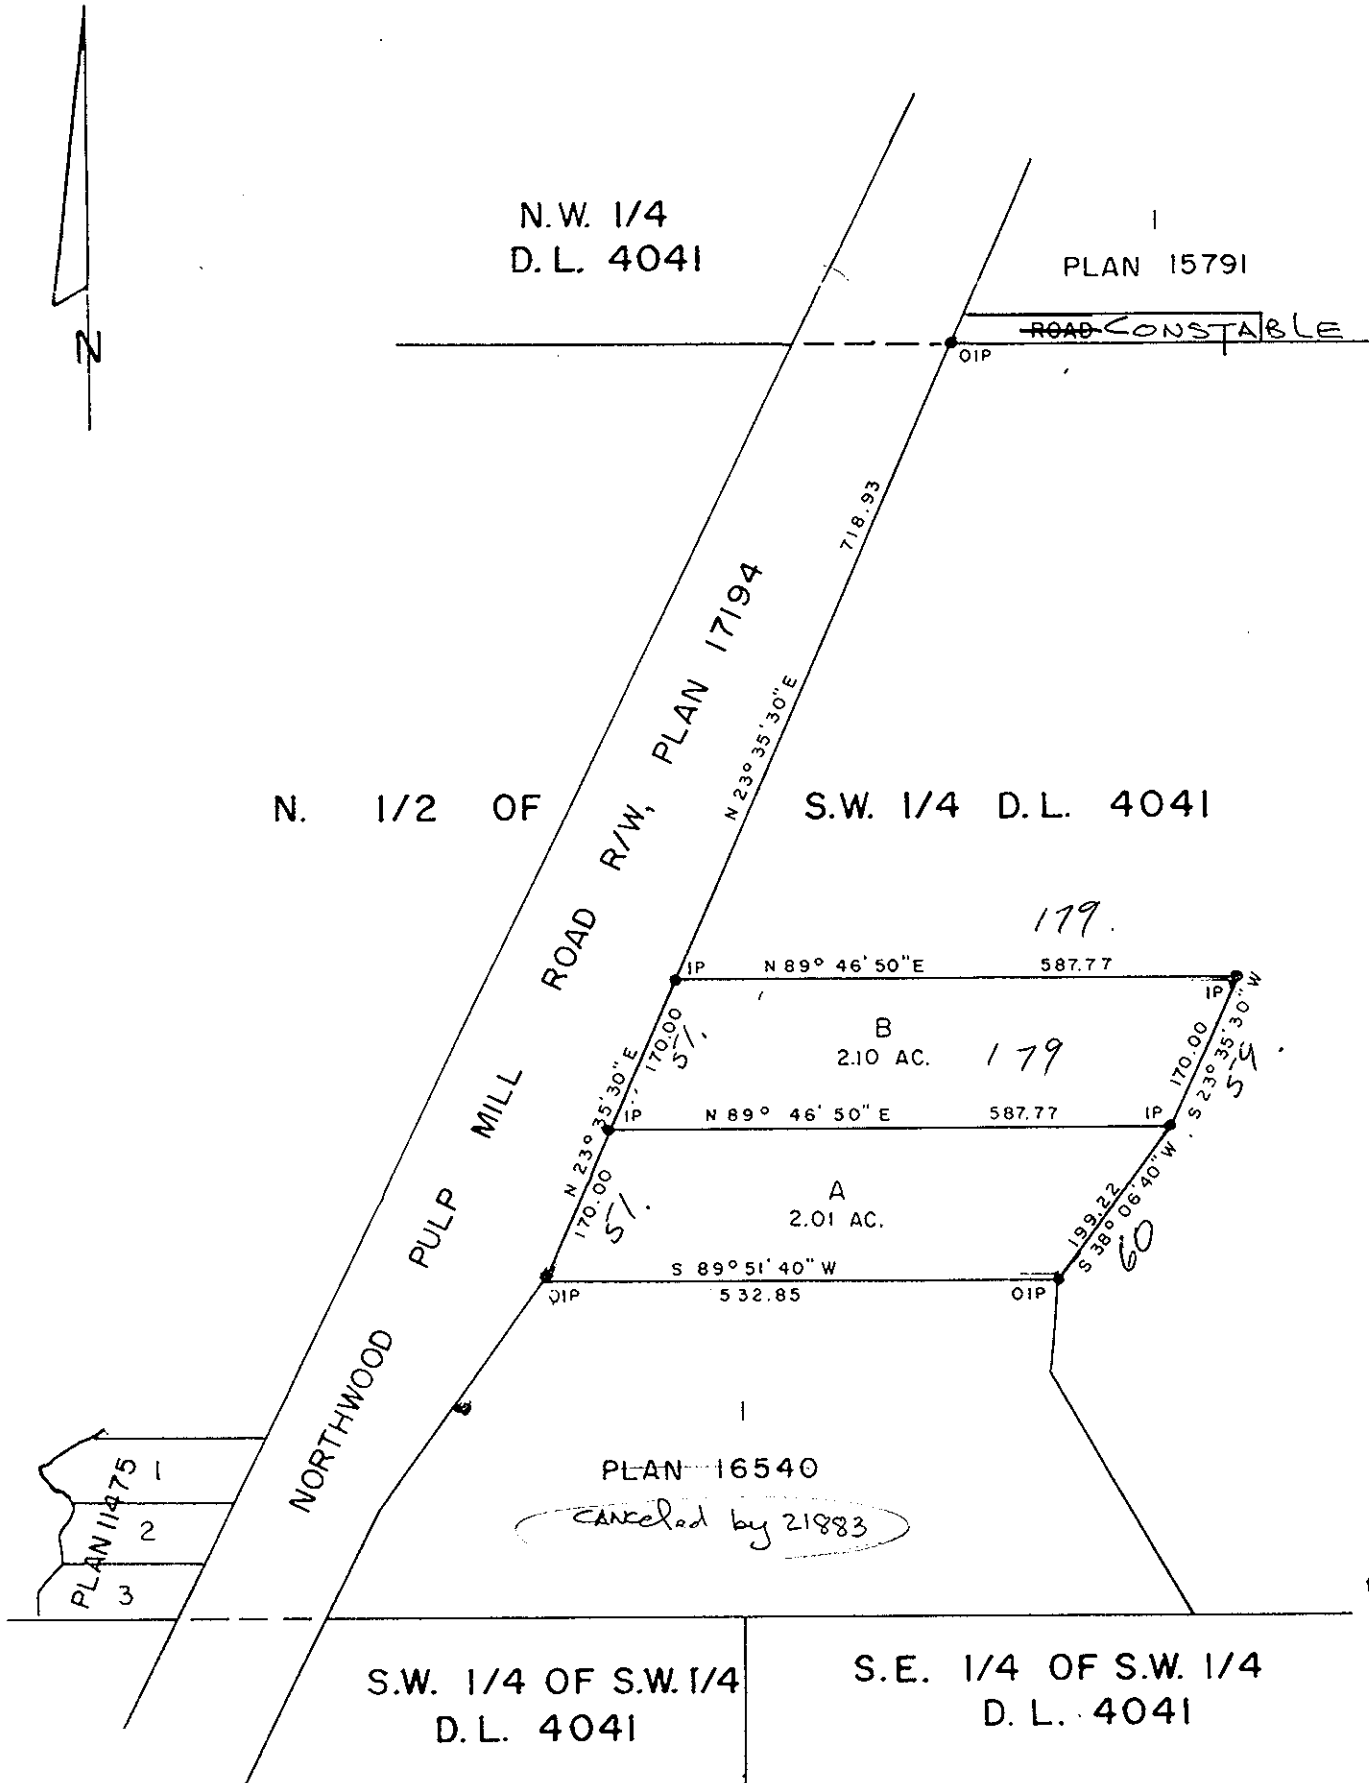 N.W. 1/4
D.L. 4041
1
PLAN 15791
ROAD CONSTABLE
OIP
N
718.93
N 23° 35' 30" E
NORTHWOOD PULP MILL ROAD R/W, PLAN 17194
N. 1/2 OF S.W. 1/4 D.L. 4041
179.
IP N 89° 46' 50" E 587.77
IP
B
2.10 AC. 179
170.00
51.
N 23° 35' 30" E
170.00
S 23° 35' 30" W
IP N 89° 46' 50" E 587.77 IP
A
2.01 AC.
170.00
51.
199.22
S 38° 06' 40" W
60
S 89° 51' 40" W
OIP 532.85 OIP
1
PLAN 16540
CANCELED by 21883
PLAN 11475
1
2
3
S.W. 1/4 OF S.W. 1/4
D.L. 4041
S.E. 1/4 OF S.W. 1/4
D.L. 4041